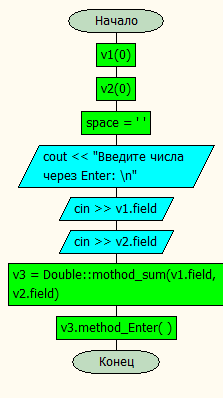 Начало
v1(0)
v2(0)
space = ' '
cout << "Введите числа
через Enter: \n"
cin >> v1.field
cin >> v2.field
v3 = Double::mothod_sum(v1.field,
v2.field)
v3.method_Enter( )
Конец